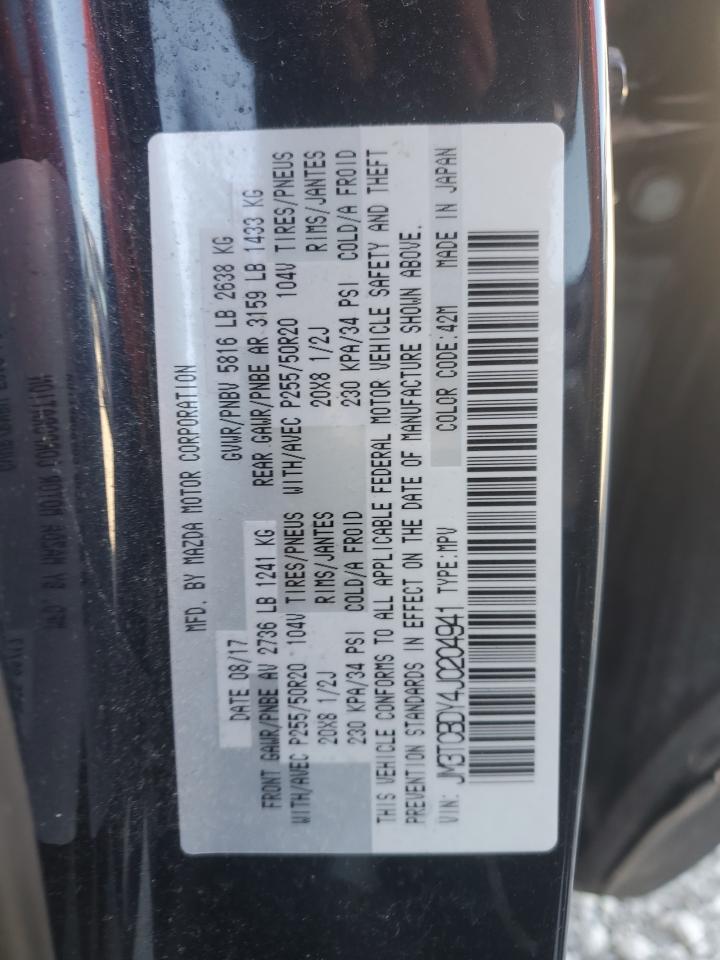 MFD. BY MAZDA MOTOR CORPORATION
DATE 08/17 GVWR/PNBV 5816 LB 2638 KG
FRONT GAWR/PNBE AV 2736 LB 1241 KG REAR GAWR/PNBE AR 3159 LB 1433 KG
WITH/AVEC P255/50R20 104V TIRES/PNEUS WITH/AVEC P255/50R20 104V TIRES/PNEUS
20X8 1/2J RIMS/JANTES 20X8 1/2J RIMS/JANTES
230 KPA/34 PSI COLD/A FROID 230 KPA/34 PSI COLD/A FROID
THIS VEHICLE CONFORMS TO ALL APPLICABLE FEDERAL MOTOR VEHICLE SAFETY AND THEFT
PREVENTION STANDARDS IN EFFECT ON THE DATE OF MANUFACTURE SHOWN ABOVE.
VIN: JM3TCBDY4J0204941 TYPE:MPV COLOR CODE:42M MADE IN JAPAN